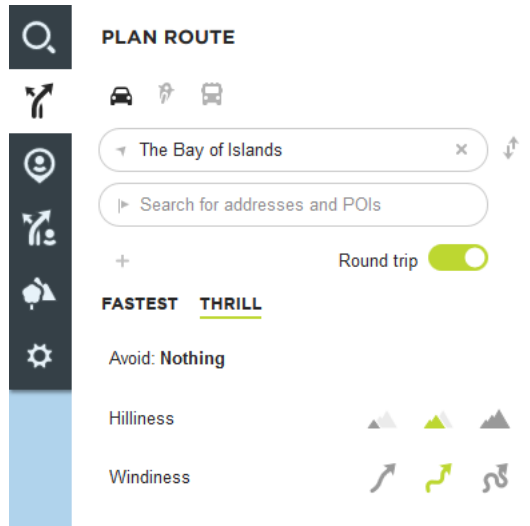 PLAN ROUTE
The Bay of Islands
Search for addresses and POIs
Round trip
FASTEST THRILL
Avoid: Nothing
Hilliness
Windiness